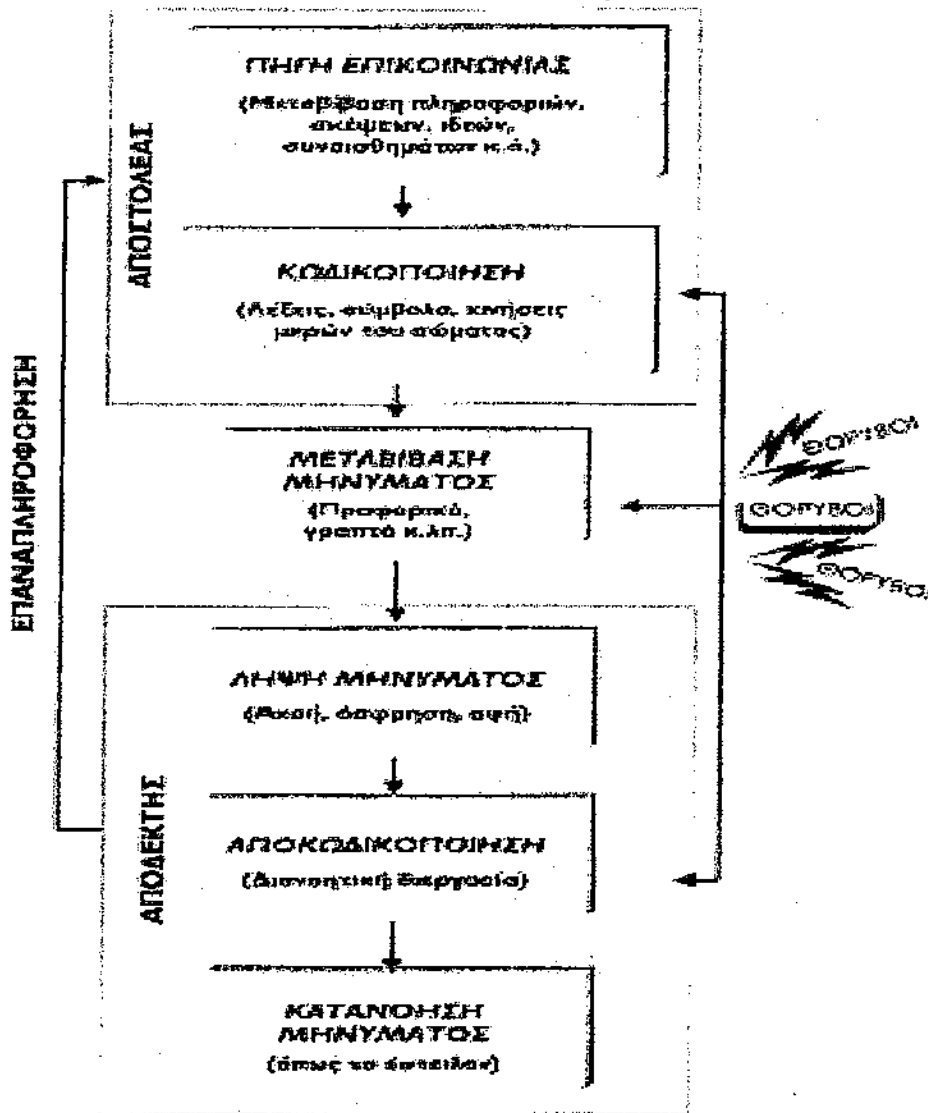 ΠΗΓΗ ΕΠΙΚΟΙΝΩΝΙΑΣ
(Μεταβίβαση πληροφοριών,
σκέψεων, ιδεών,
συναισθημάτων κ.ά.)
ΑΠΟΣΤΟΛΕΑΣ
ΚΩΔΙΚΟΠΟΙΗΣΗ
(Λέξεις, σύμβολα, κινήσεις
μερών του σώματος)
ΕΠΑΝΑΠΛΗΡΟΦΟΡΗΣΗ
ΜΕΤΑΒΙΒΑΣΗ
ΜΗΝΥΜΑΤΟΣ
(Προφορικά,
γραπτά κ.λπ.)
ΘΟΡΥΒΟΙ
ΘΟΡΥΒΟΙ
ΘΟΡΥΒΟΙ
ΛΗΨΗ ΜΗΝΥΜΑΤΟΣ
(Ακοή, όσφρηση, αφή)
ΑΠΟΔΕΚΤΗΣ
ΑΠΟΚΩΔΙΚΟΠΟΙΗΣΗ
(Διανοητική διεργασία)
ΚΑΤΑΝΟΗΣΗ
ΜΗΝΥΜΑΤΟΣ
(όπως το έστειλαν)